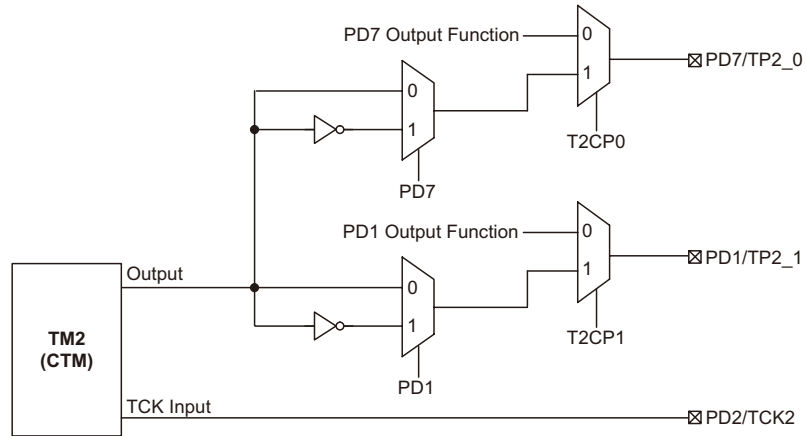 PD7 Output Function
0
1
PD7/TP2_0
0
1
T2CP0
PD7
PD1 Output Function
0
1
PD1/TP2_1
Output
0
1
T2CP1
TM2
(CTM)
PD1
TCK Input
PD2/TCK2